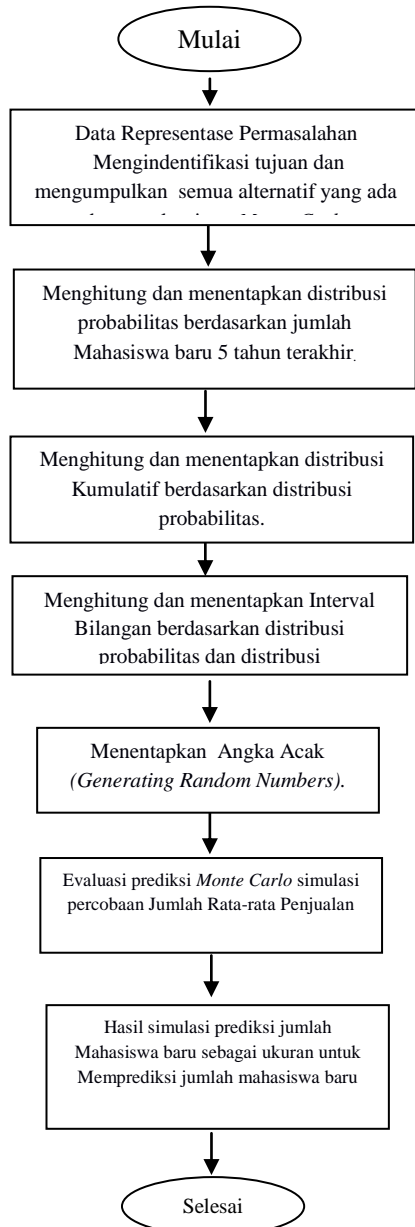 Mulai
Data Representase Permasalahan
Mengindentifikasi tujuan dan
mengumpulkan semua alternatif yang ada
Menghitung dan menentapkan distribusi
probabilitas berdasarkan jumlah
Mahasiswa baru 5 tahun terakhir.
Menghitung dan menentapkan distribusi
Kumulatif berdasarkan distribusi
probabilitas.
Menghitung dan menentapkan Interval
Bilangan berdasarkan distribusi
probabilitas dan distribusi
Menentapkan Angka Acak
(Generating Random Numbers).
Evaluasi prediksi Monte Carlo simulasi
percobaan Jumlah Rata-rata Penjualan
Hasil simulasi prediksi jumlah
Mahasiswa baru sebagai ukuran untuk
Memprediksi jumlah mahasiswa baru
Selesai